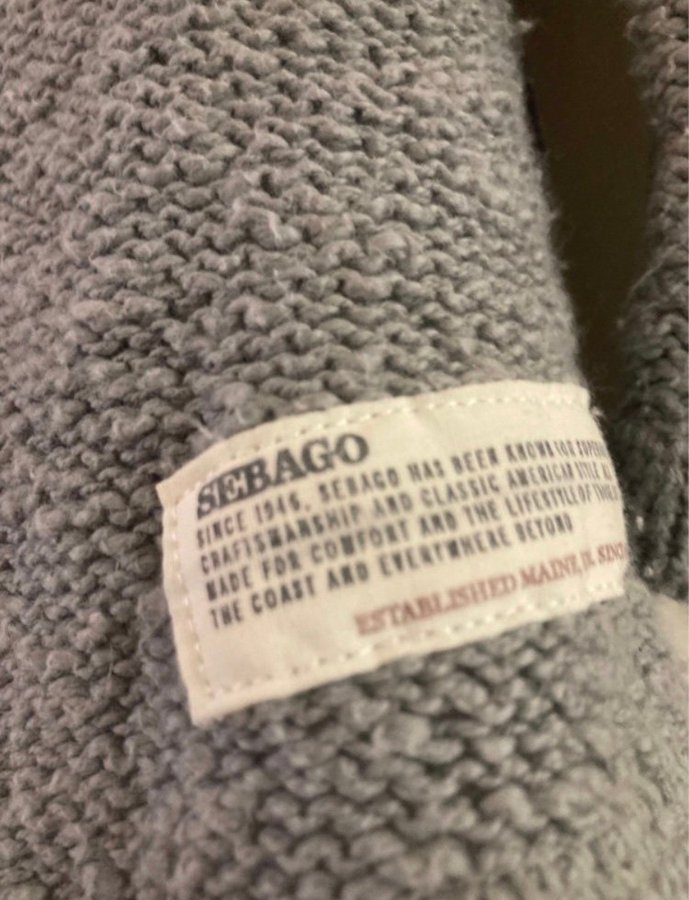 SEBAGO
SINCE 1946, SEBAGO HAS BEEN KNOWN FOR
CRAFTSMANSHIP AND CLASSIC AMERICAN STYLE
MADE FOR COMFORT AND THE LIFESTYLE OF
THE COAST AND EVERYWHERE BEYOND
ESTABLISHED MAINE,